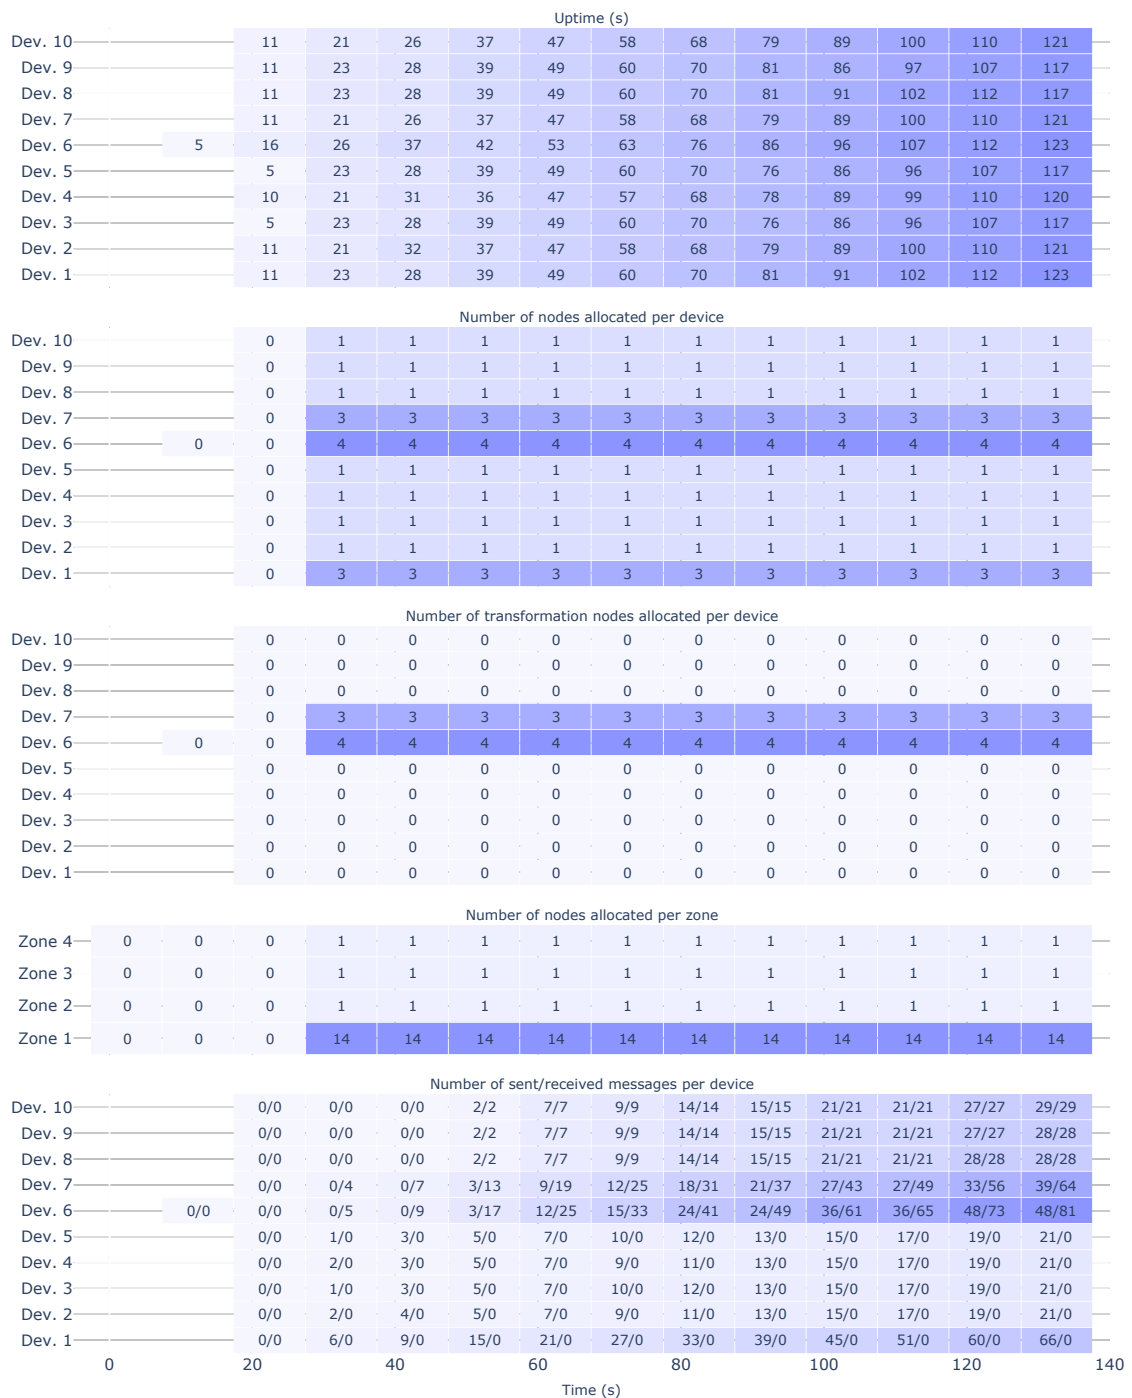 Uptime (s)
Dev. 10 11 21 26 37 47 58 68 79 89 100 110 121
Dev. 9 11 23 28 39 49 60 70 81 86 97 107 117
Dev. 8 11 23 28 39 49 60 70 81 91 102 112 117
Dev. 7 11 21 26 37 47 58 68 79 89 100 110 121
Dev. 6 5 16 26 37 42 53 63 76 86 96 107 112 123
Dev. 5 5 23 28 39 49 60 70 76 86 96 107 117
Dev. 4 10 21 31 36 47 57 68 78 89 99 110 120
Dev. 3 5 23 28 39 49 60 70 76 86 96 107 117
Dev. 2 11 21 32 37 47 58 68 79 89 100 110 121
Dev. 1 11 23 28 39 49 60 70 81 91 102 112 123
Number of nodes allocated per device
Dev. 10 0 1 1 1 1 1 1 1 1 1 1 1
Dev. 9 0 1 1 1 1 1 1 1 1 1 1 1
Dev. 8 0 1 1 1 1 1 1 1 1 1 1 1
Dev. 7 0 3 3 3 3 3 3 3 3 3 3 3
Dev. 6 0 0 4 4 4 4 4 4 4 4 4 4 4
Dev. 5 0 1 1 1 1 1 1 1 1 1 1 1
Dev. 4 0 1 1 1 1 1 1 1 1 1 1 1
Dev. 3 0 1 1 1 1 1 1 1 1 1 1 1
Dev. 2 0 1 1 1 1 1 1 1 1 1 1 1
Dev. 1 0 3 3 3 3 3 3 3 3 3 3 3
Number of transformation nodes allocated per device
Dev. 10 0 0 0 0 0 0 0 0 0 0 0 0
Dev. 9 0 0 0 0 0 0 0 0 0 0 0 0
Dev. 8 0 0 0 0 0 0 0 0 0 0 0 0
Dev. 7 0 3 3 3 3 3 3 3 3 3 3 3
Dev. 6 0 0 4 4 4 4 4 4 4 4 4 4 4
Dev. 5 0 0 0 0 0 0 0 0 0 0 0 0
Dev. 4 0 0 0 0 0 0 0 0 0 0 0 0
Dev. 3 0 0 0 0 0 0 0 0 0 0 0 0
Dev. 2 0 0 0 0 0 0 0 0 0 0 0 0
Dev. 1 0 0 0 0 0 0 0 0 0 0 0 0
Number of nodes allocated per zone
Zone 4 0 0 0 1 1 1 1 1 1 1 1 1 1 1
Zone 3 0 0 0 1 1 1 1 1 1 1 1 1 1 1
Zone 2 0 0 0 1 1 1 1 1 1 1 1 1 1 1
Zone 1 0 0 0 14 14 14 14 14 14 14 14 14 14 14
Number of sent/received messages per device
Dev. 10 0/0 0/0 0/0 2/2 7/7 9/9 14/14 15/15 21/21 21/21 27/27 29/29
Dev. 9 0/0 0/0 0/0 2/2 7/7 9/9 14/14 15/15 21/21 21/21 27/27 28/28
Dev. 8 0/0 0/0 0/0 2/2 7/7 9/9 14/14 15/15 21/21 21/21 28/28 28/28
Dev. 7 0/0 0/4 0/7 3/13 9/19 12/25 18/31 21/37 27/43 27/49 33/56 39/64
Dev. 6 0/0 0/0 0/5 0/9 3/17 12/25 15/33 24/41 24/49 36/61 36/65 48/73 48/81
Dev. 5 0/0 1/0 3/0 5/0 7/0 10/0 12/0 13/0 15/0 17/0 19/0 21/0
Dev. 4 0/0 2/0 3/0 5/0 7/0 9/0 11/0 13/0 15/0 17/0 19/0 21/0
Dev. 3 0/0 1/0 3/0 5/0 7/0 10/0 12/0 13/0 15/0 17/0 19/0 21/0
Dev. 2 0/0 2/0 4/0 5/0 7/0 9/0 11/0 13/0 15/0 17/0 19/0 21/0
Dev. 1 0/0 6/0 9/0 15/0 21/0 27/0 33/0 39/0 45/0 51/0 60/0 66/0
0 20 40 60 80 100 120 140
Time (s)